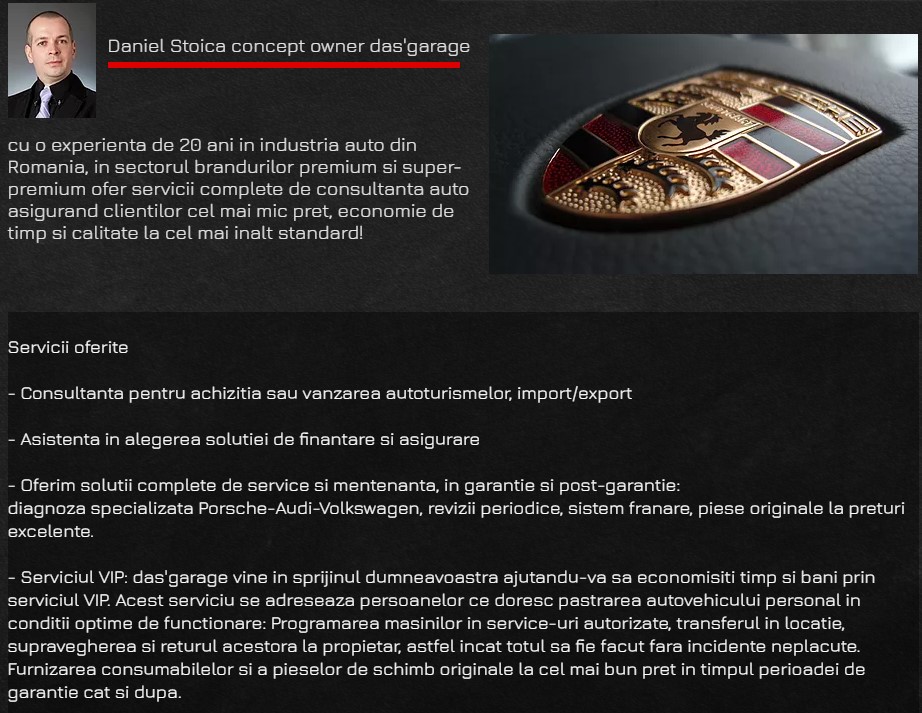 Daniel Stoica concept owner das'garage
cu o experienta de 20 ani in industria auto din
Romania, in sectorul brandurilor premium si super-
premium ofer servicii complete de consultanta auto
asigurand clientilor cel mai mic pret, economie de
timp si calitate la cel mai inalt standard!
Servicii oferite
- Consultanta pentru achizitia sau vanzarea autoturismelor, import/export
- Asistenta in alegerea solutiei de finantare si asigurare
- Oferim solutii complete de service si mentenanta, in garantie si post-garantie:
diagnoza specializata Porsche-Audi-Volkswagen, revizii periodice, sistem franare, piese originale la preturi
excelente.
- Serviciul VIP: das'garage vine in sprijinul dumneavoastra ajutandu-va sa economisiti timp si bani prin
serviciul VIP. Acest serviciu se adreseaza persoanelor ce doresc pastrarea autovehicului personal in
conditii optime de functionare: Programarea masinilor in service-uri autorizate, transferul in locatie,
supravegherea si returul acestora la propietar, astfel incat totul sa fie facut fara incidente neplacute.
Furnizarea consumabilelor si a pieselor de schimb originale la cel mai bun pret in timpul perioadei de
garantie cat si dupa.